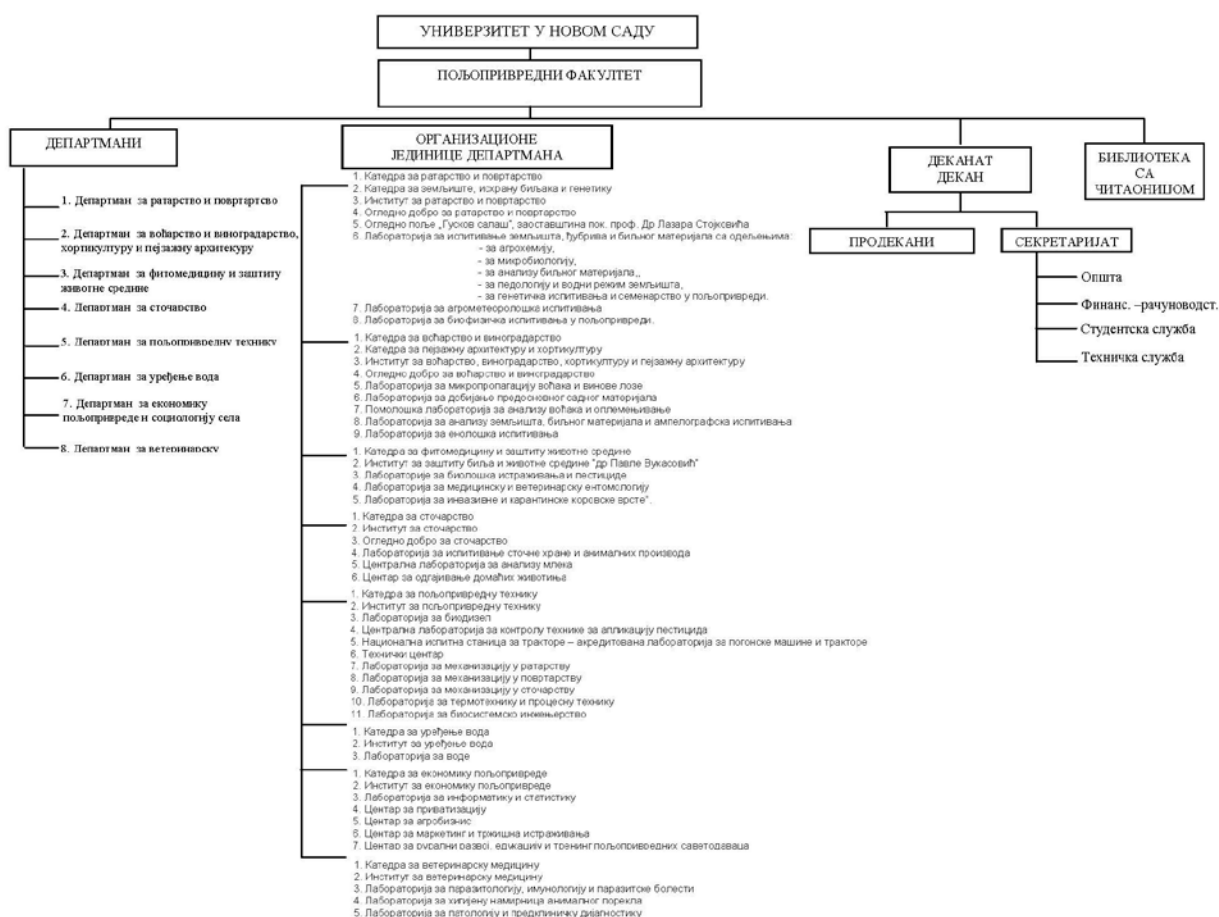 УНИВЕРЗИТЕТ У НОВОМ САДУ
ПОЉОПРИВРЕДНИ ФАКУЛТЕТ
ДЕПАРТМАНИ
1. Департман за ратарство и повртартсво
2. Департман за воћарство и виноградарство,
хортикултуру и пејзажну архитекуру
3. Департман за фитомедицину и заштиту
животне средине
4. Департман за сточарство
5. Департман за пољопривредну технику
6. Департман за уређење вода
7. Департман за економику
пољопривреде и социологију села
8. Департман за ветеринарску
ОРГАНИЗАЦИОНЕ
ЈЕДИНИЦЕ ДЕПАРТМАНА
1. Катедра за ратарство и повртарство
2. Катедра за земљиште, исхрану биљака и генетику
3. Институт за ратарство и повртарство
4. Огледно добро за ратарство и повртарство
5. Огледно поље „Гусков салаш", заоставштина пок. проф. Др Лазара Стојковића
6. Лабораторија за испитивање земљишта, ђубрива и биљног материјала са одељењима:
- за агрохемију,
- за микробиологију,
- за анализу биљног материјала,,
- за педологију и водни режим земљишта,
- за генетичка испитивања и семенарство у пољопривреди.
7. Лабораторија за агрометеоролошка испитивања
8. Лабораторија за биофизичка испитивања у пољопривреди.
1. Катедра за воћарство и виноградарство
2. Катедра за пејзажну архитектуру и хортикултуру
3. Институт за воћарство, виноградарство, хортикултуру и пејзажну архитектуру
4. Огледно добро за воћарство и виноградарство
5. Лабораторија за микропропагацију воћака и винове лозе
6. Лабораторија за добијање предосновног садног материјала
7. Помолошка лабораторија за анализу воћака и оплемењивање
8. Лабораторија за анализу земљишта, биљног материјала и ампелографска испитивања
9. Лабораторија за енолошка испитивања
1. Катедра за фитомедицину и заштиту животне средине
2. Институт за заштиту биља и животне средине "др Павле Вукасовић"
3. Лабораторије за биолошка истраживања и пестициде
4. Лабораторија за медицинску и ветеринарску ентомологију
5. Лабораторија за инвазивне и карантинске коровске врсте".
1. Катедра за сточарство
2. Институт за сточарство
3. Огледно добро за сточарство
4. Лабораторија за испитивање сточне хране и анималних производа
5. Централна лабораторија за анализу млека
6. Центар за одгајивање домаћих животиња
1. Катедра за пољопривредну технику
2. Институт за пољопривредну технику
3. Лабораторија за биодизел
4. Централна лабораторија за контролу технике за апликацију пестицида
5. Национална испитна станица за тракторе – акредитована лабораторија за погонске машине и тракторе
6. Технички центар
7. Лабораторија за механизацију у ратарству
8. Лабораторија за механизацију у повртарству
9. Лабораторија за механизацију у сточарству
10. Лабораторија за термотехнику и процесну технику
11. Лабораторија за биосистемско инжењерство
1. Катедра за уређење вода
2. Институт за уређење вода
3. Лабораторија за воде
1. Катедра за економику пољопривреде
2. Институт за економику пољопривреде
3. Лабораторија за информатику и статистику
4. Центар за приватизацију
5. Центар за агробизнис
6. Центар за маркетинг и тржишна истраживања
7. Центар за рурални развој, едукацију и тренинг пољопривредних саветодаваца
1. Катедра за ветеринарску медицину
2. Институт за ветеринарску медицину
3. Лабораторија за паразитологију, имунологију и паразитске болести
4. Лабораторија за хигијену намирница анималног порекла
5. Лабораторија за патологију и предклиничку дијагностику
ДЕКАНАТ
ДЕКАН
ПРОДЕКАНИ
СЕКРЕТАРИЈАТ
Општа
Финанс. –рачуноводст.
Студентска служба
Техничка служба
БИБЛИОТЕКА
СА
ЧИТАОНИЦОМ